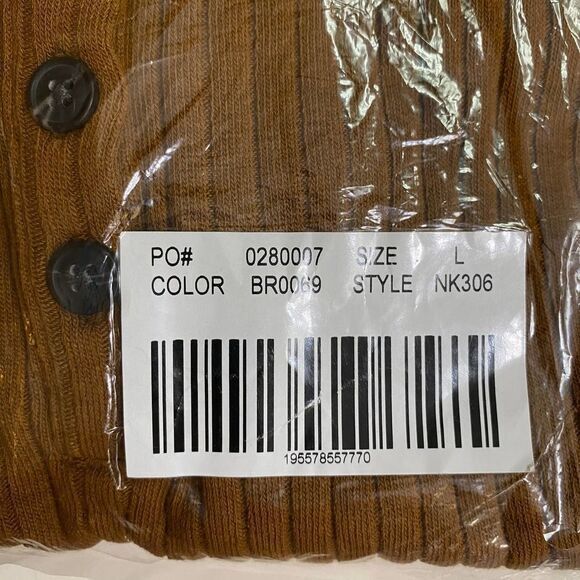 PO# 0280007 SIZE L
COLOR BR0069 STYLE NK306
195578557770